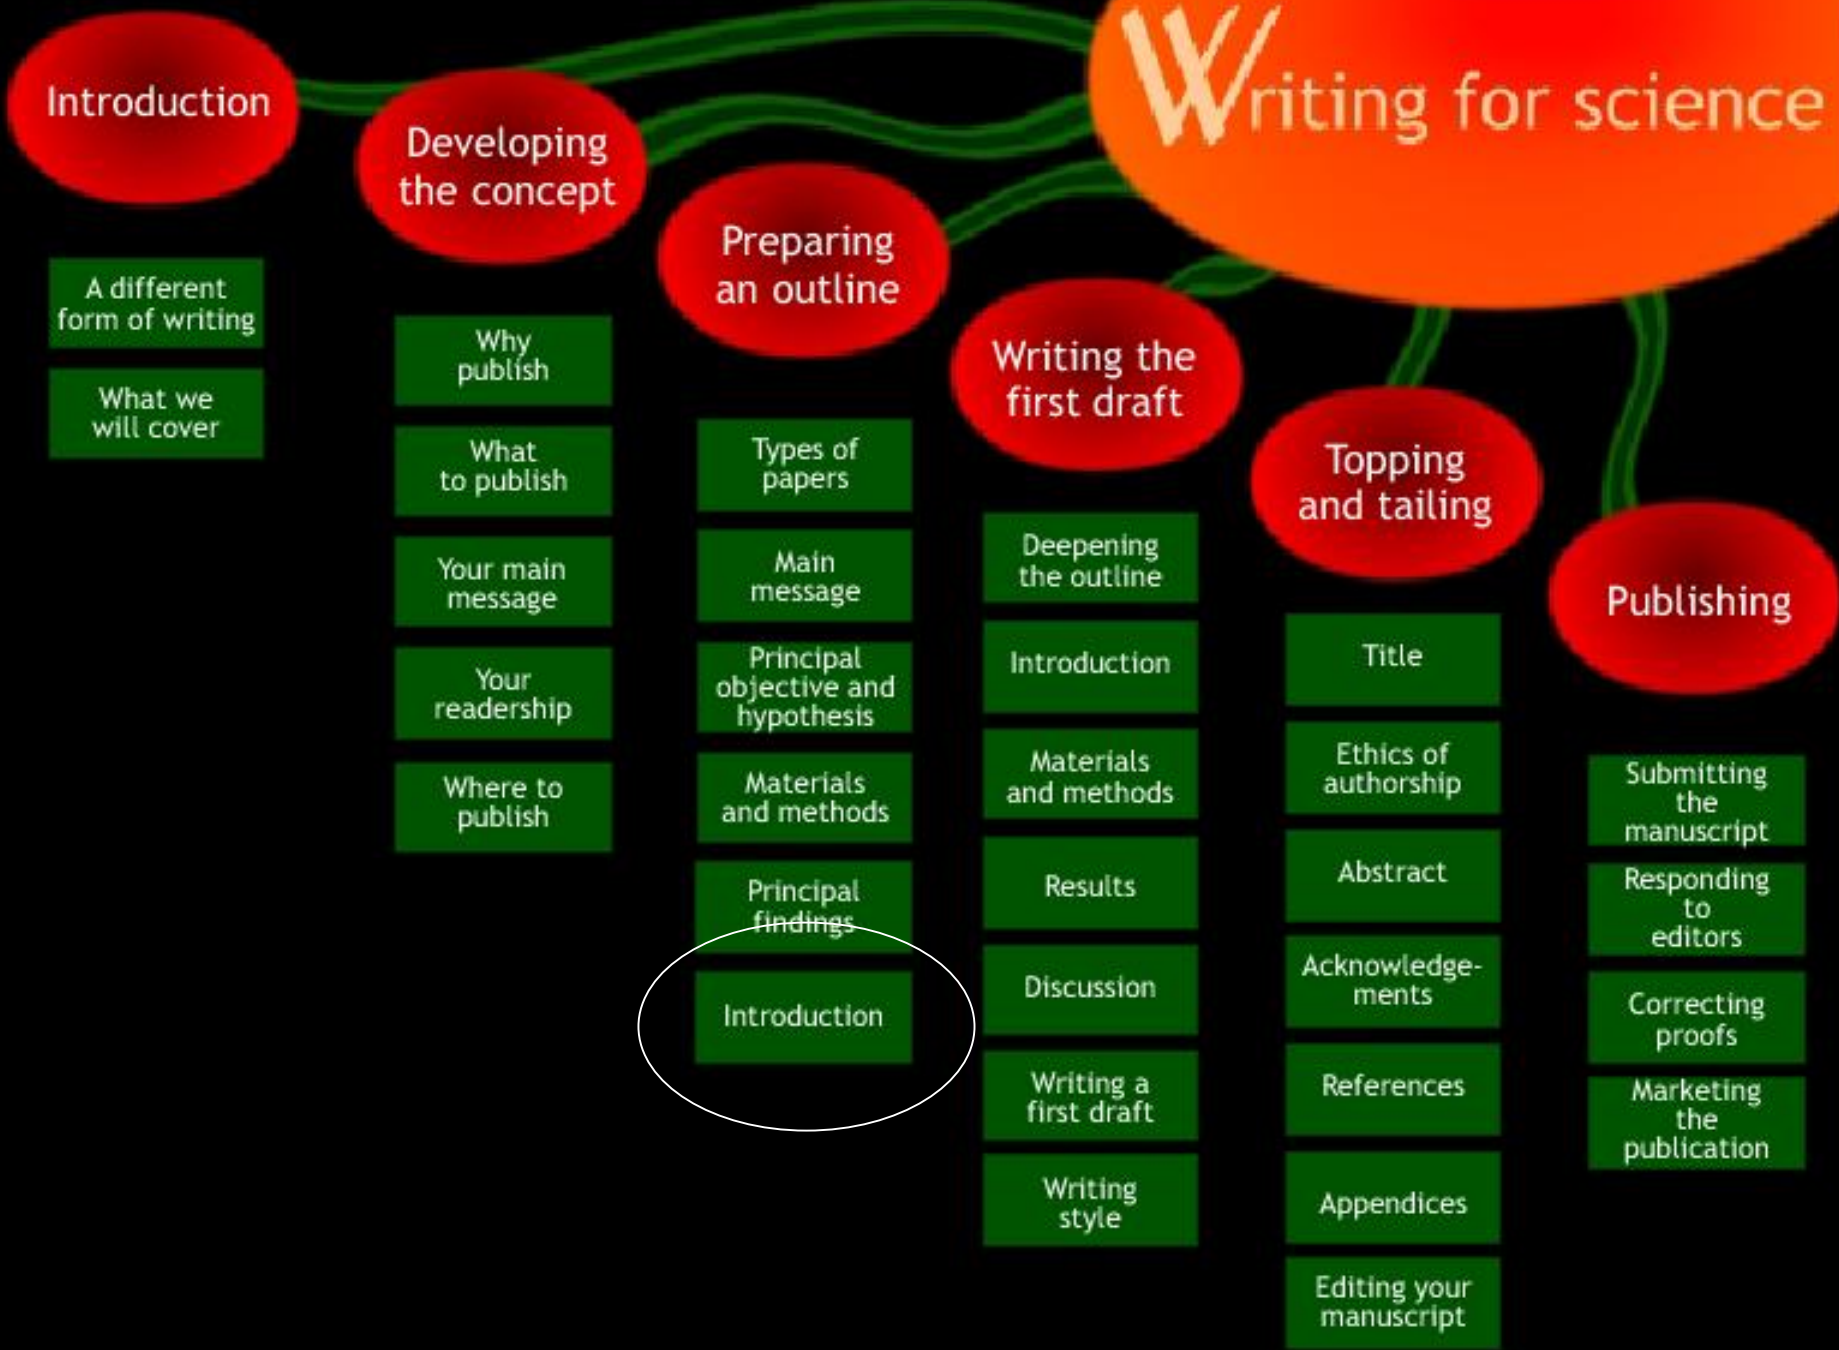 Writing for science
Introduction
A different
form of writing
What we
will cover
Developing
the concept
Why
publish
What
to publish
Your main
message
Your
readership
Where to
publish
Preparing
an outline
Types of
papers
Main
message
Principal
objective and
hypothesis
Materials
and methods
Principal
findings
Introduction
Writing the
first draft
Deepening
the outline
Introduction
Materials
and methods
Results
Discussion
Writing a
first draft
Writing
style
Topping
and tailing
Title
Ethics of
authorship
Abstract
Acknowledge-
ments
References
Appendices
Editing your
manuscript
Publishing
Submitting
the
manuscript
Responding
to
editors
Correcting
proofs
Marketing
the
publication